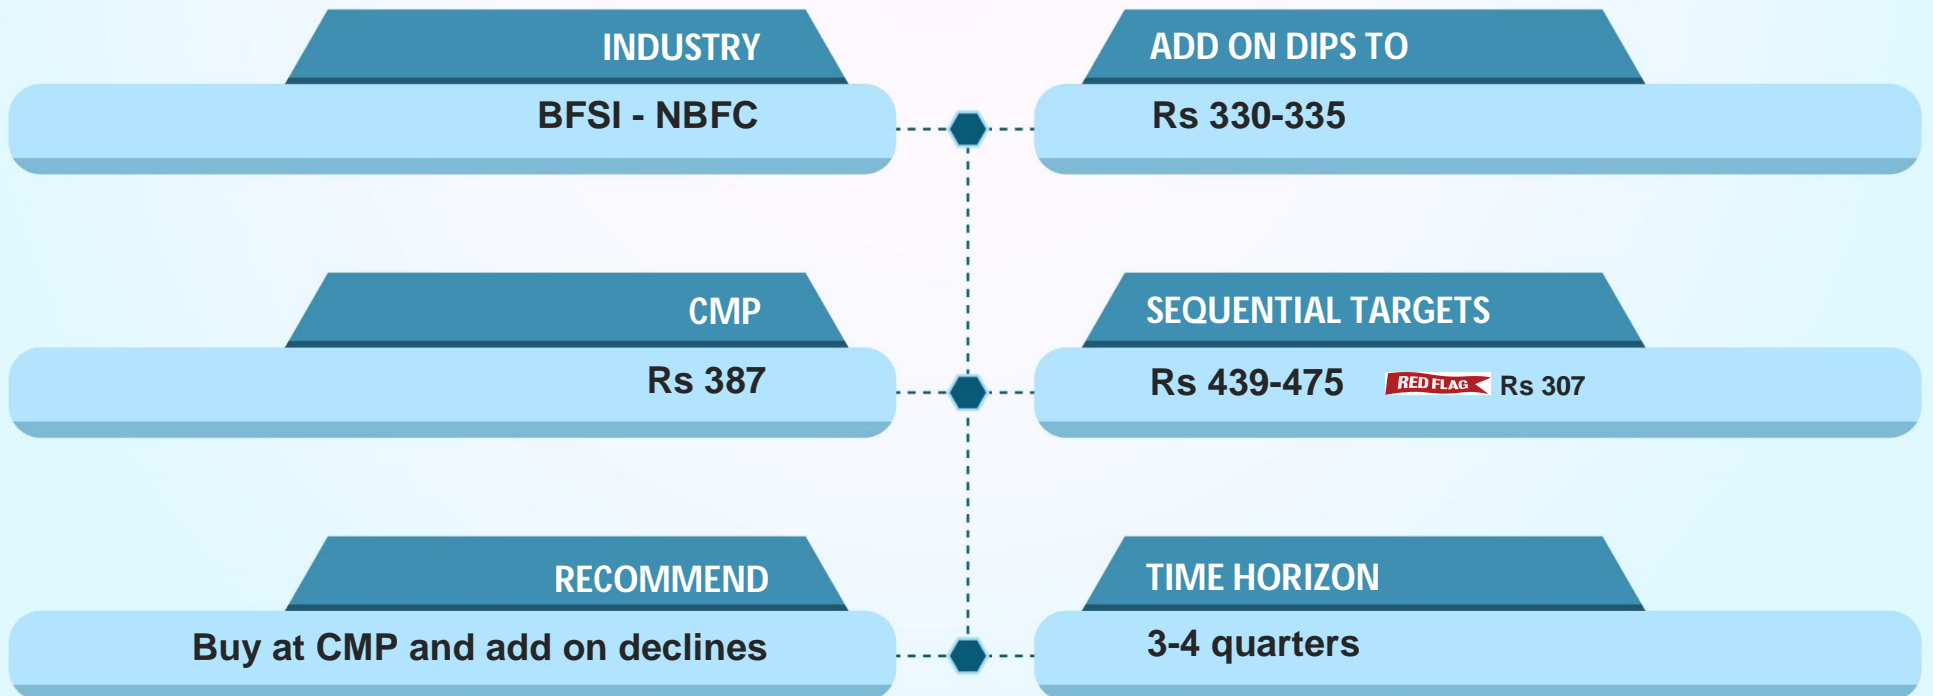 INDUSTRY
BFSI - NBFC
ADD ON DIPS TO
Rs 330-335
CMP
Rs 387
SEQUENTIAL TARGETS
Rs 439-475 RED FLAG Rs 307
RECOMMEND
Buy at CMP and add on declines
TIME HORIZON
3-4 quarters